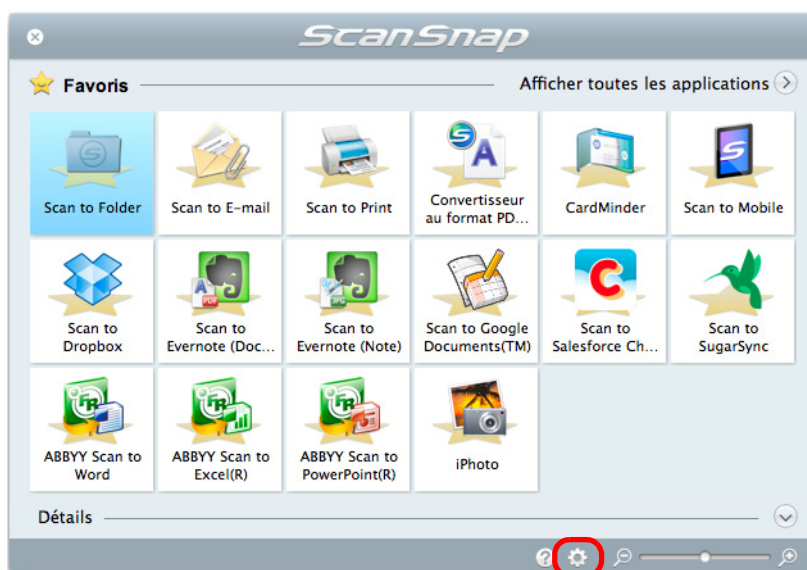 ScanSnap
Favoris
Afficher toutes les applications
Scan to Folder
Scan to E-mail
Scan to Print
Convertisseur
au format PD...
CardMinder
Scan to Mobile
Scan to
Dropbox
Scan to
Evernote (Doc...
Scan to
Evernote (Note)
Scan to Google
Documents(TM)
Scan to
Salesforce Ch...
Scan to
SugarSync
ABBYY Scan to
Word
ABBYY Scan to
Excel(R)
ABBYY Scan to
PowerPoint(R)
iPhoto
Détails